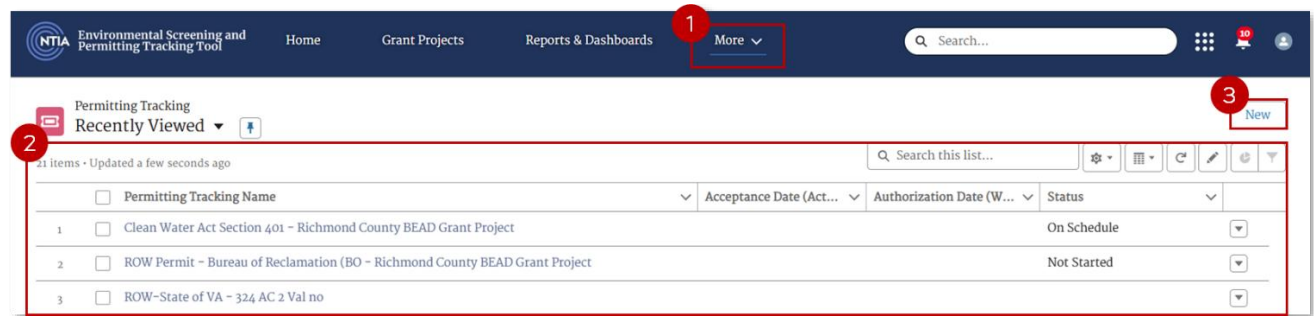 1
NTIA Environmental Screening and Permitting Tracking Tool
Home Grant Projects Reports & Dashboards More Search... 10
Permitting Tracking
Recently Viewed
3
New
2
21 items • Updated a few seconds ago Search this list...
Permitting Tracking Name Acceptance Date (Act... Authorization Date (W... Status
1 Clean Water Act Section 401 - Richmond County BEAD Grant Project On Schedule
2 ROW Permit - Bureau of Reclamation (BO - Richmond County BEAD Grant Project Not Started
3 ROW-State of VA - 324 AC 2 Val no